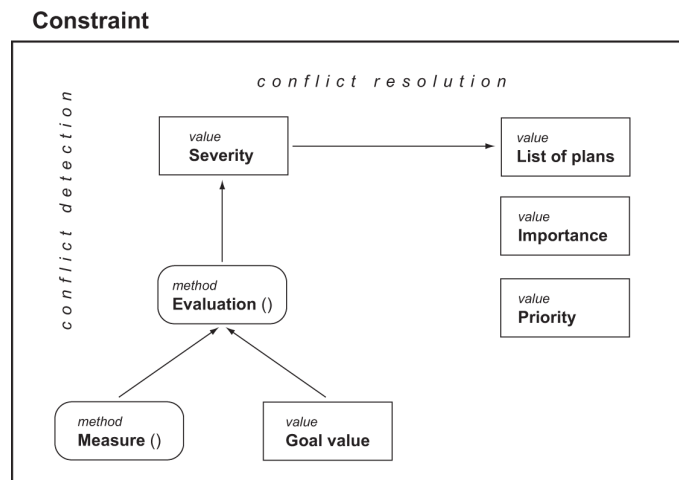 Constraint
conflict resolution
conflict detection
value
Severity
value
List of plans
value
Importance
method
Evaluation ()
value
Priority
method
Measure ()
value
Goal value